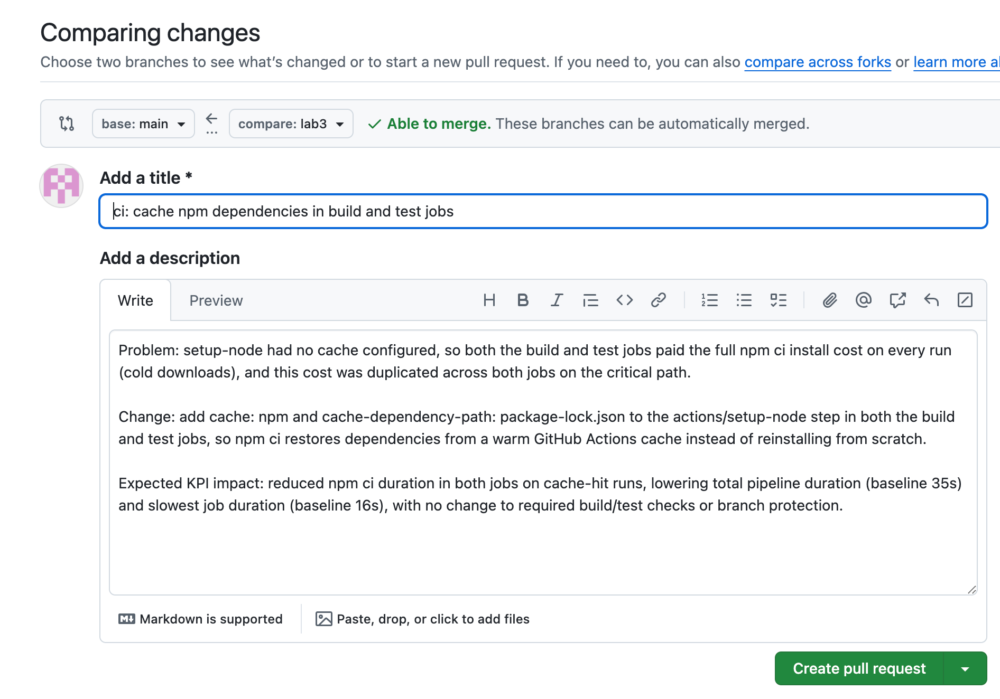 Comparing changes
Choose two branches to see what’s changed or to start a new pull request. If you need to, you can also compare across forks or learn more
base: main
compare: lab3
Able to merge. These branches can be automatically merged.
Add a title *
ci: cache npm dependencies in build and test jobs
Add a description
Write
Preview
Problem: setup-node had no cache configured, so both the build and test jobs paid the full npm ci install cost on every run
(cold downloads), and this cost was duplicated across both jobs on the critical path.
Change: add cache: npm and cache-dependency-path: package-lock.json to the actions/setup-node step in both the build
and test jobs, so npm ci restores dependencies from a warm GitHub Actions cache instead of reinstalling from scratch.
Expected KPI impact: reduced npm ci duration in both jobs on cache-hit runs, lowering total pipeline duration (baseline 35s)
and slowest job duration (baseline 16s), with no change to required build/test checks or branch protection.
Markdown is supported
Paste, drop, or click to add files
Create pull request